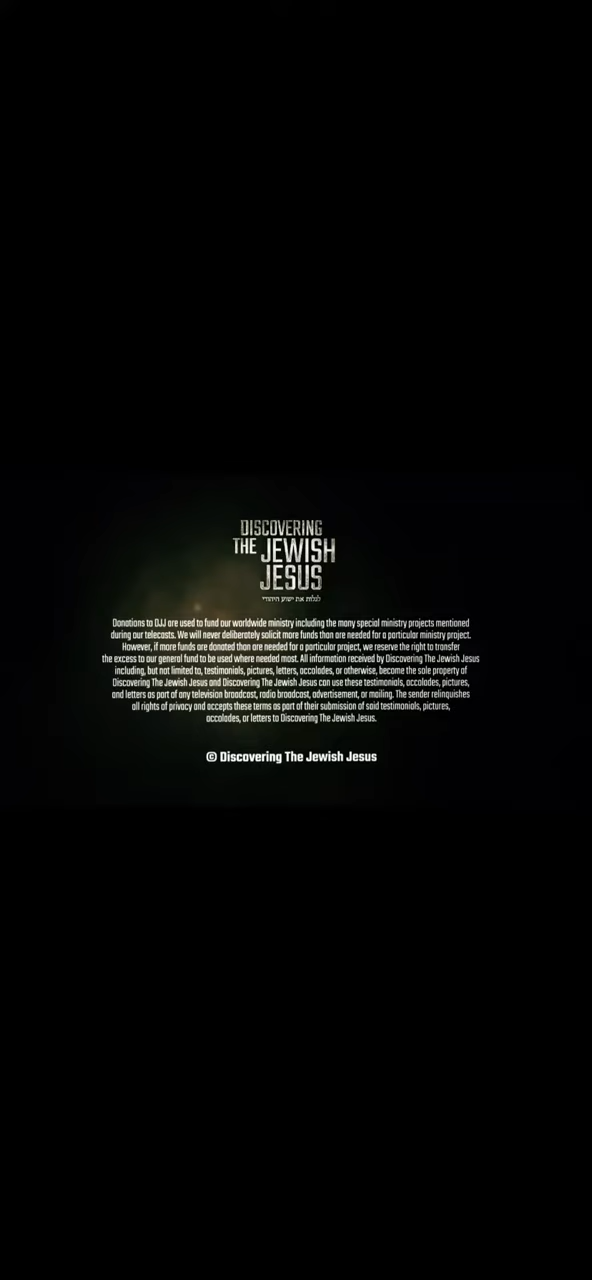 DISCOVERING
THE JEWISH
JESUS
לגלות את ישוע היהודי
Donations to DJJ are used to fund our worldwide ministry including the many special ministry projects mentioned
during our telecasts. We will never deliberately solicit more funds than are needed for a particular ministry project.
However, if more funds are donated than are needed for a particular project, we reserve the right to transfer
the excess to our general fund to be used where needed most. All information received by Discovering The Jewish Jesus
including, but not limited to, testimonials, pictures, letters, accolades, or otherwise, become the sole property of
Discovering The Jewish Jesus and Discovering The Jewish Jesus can use these testimonials, accolades, pictures,
and letters as part of any television broadcast, radio broadcast, advertisement, or mailing. The sender relinquishes
all rights of privacy and accepts these terms as part of their submission of said testimonials, pictures,
accolades, or letters to Discovering The Jewish Jesus.
© Discovering The Jewish Jesus